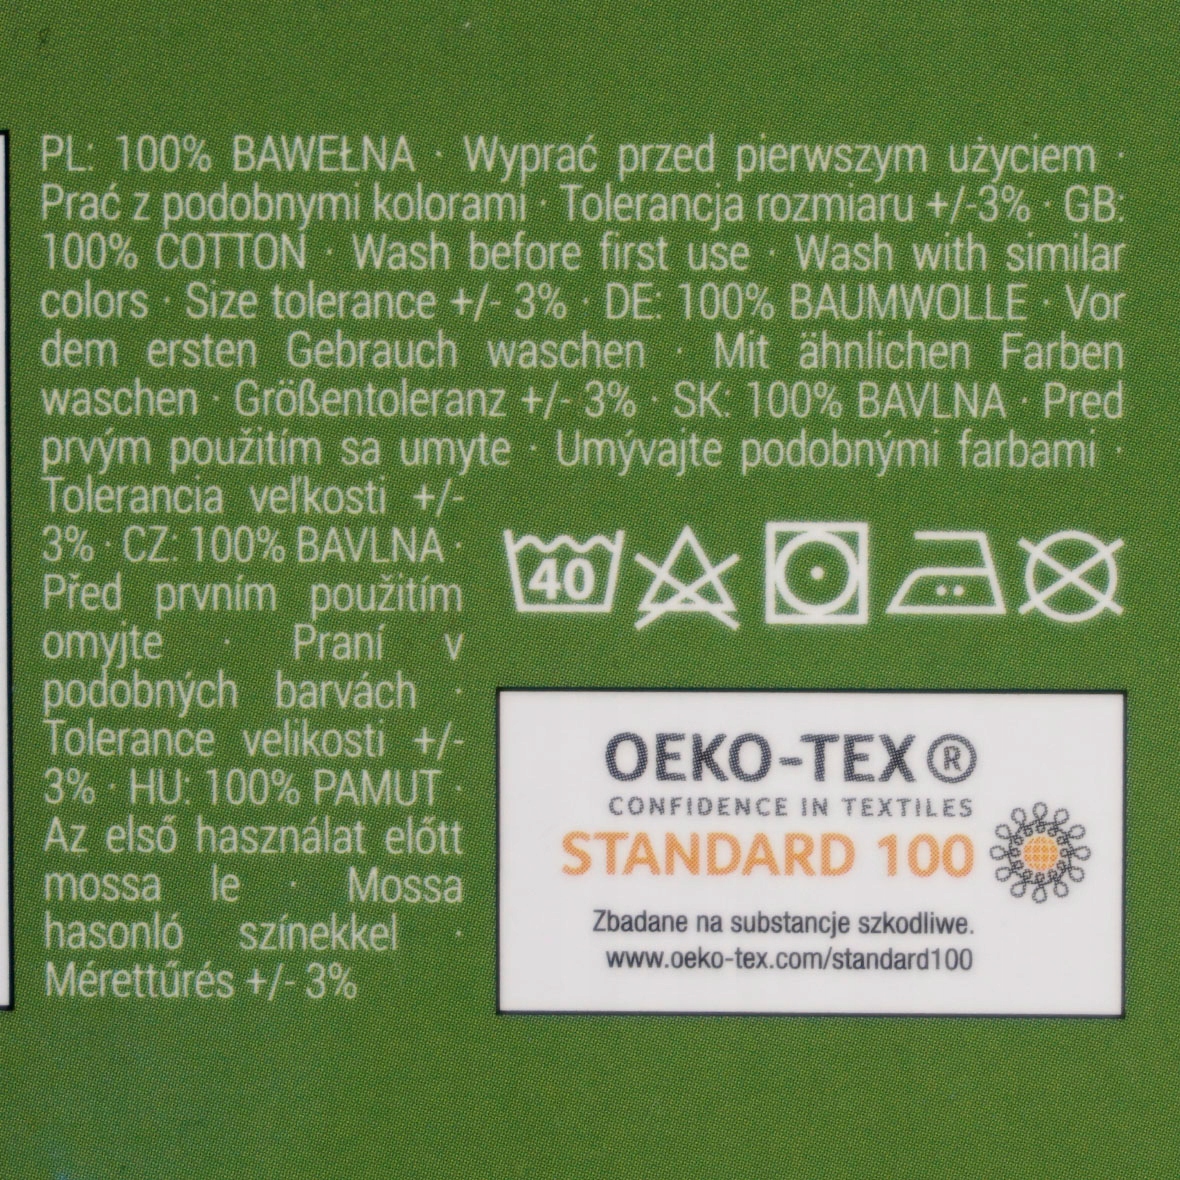 PL: 100% BAWEŁNA · Wyprać przed pierwszym użyciem ·
Prać z podobnymi kolorami · Tolerancja rozmiaru +/-3% · GB:
100% COTTON · Wash before first use · Wash with similar
colors · Size tolerance +/- 3% · DE: 100% BAUMWOLLE · Vor
dem ersten Gebrauch waschen · Mit ähnlichen Farben
waschen · Größentoleranz +/- 3% · SK: 100% BAVLNA · Pred
prvým použitím sa umyte · Umývajte podobnými farbami ·
Tolerancia veľkosti +/-
3% · CZ: 100% BAVLNA ·
Před prvním použitím
omyjte · Praní v
podobných barvách ·
Tolerance velikosti +/-
3% · HU: 100% PAMUT ·
Az első használat előtt
mossa le · Mossa
hasonló színekkel ·
Mérettűrés +/- 3%
40
OEKO-TEX®
CONFIDENCE IN TEXTILES
STANDARD 100
Zbadane na substancje szkodliwe.
www.oeko-tex.com/standard100